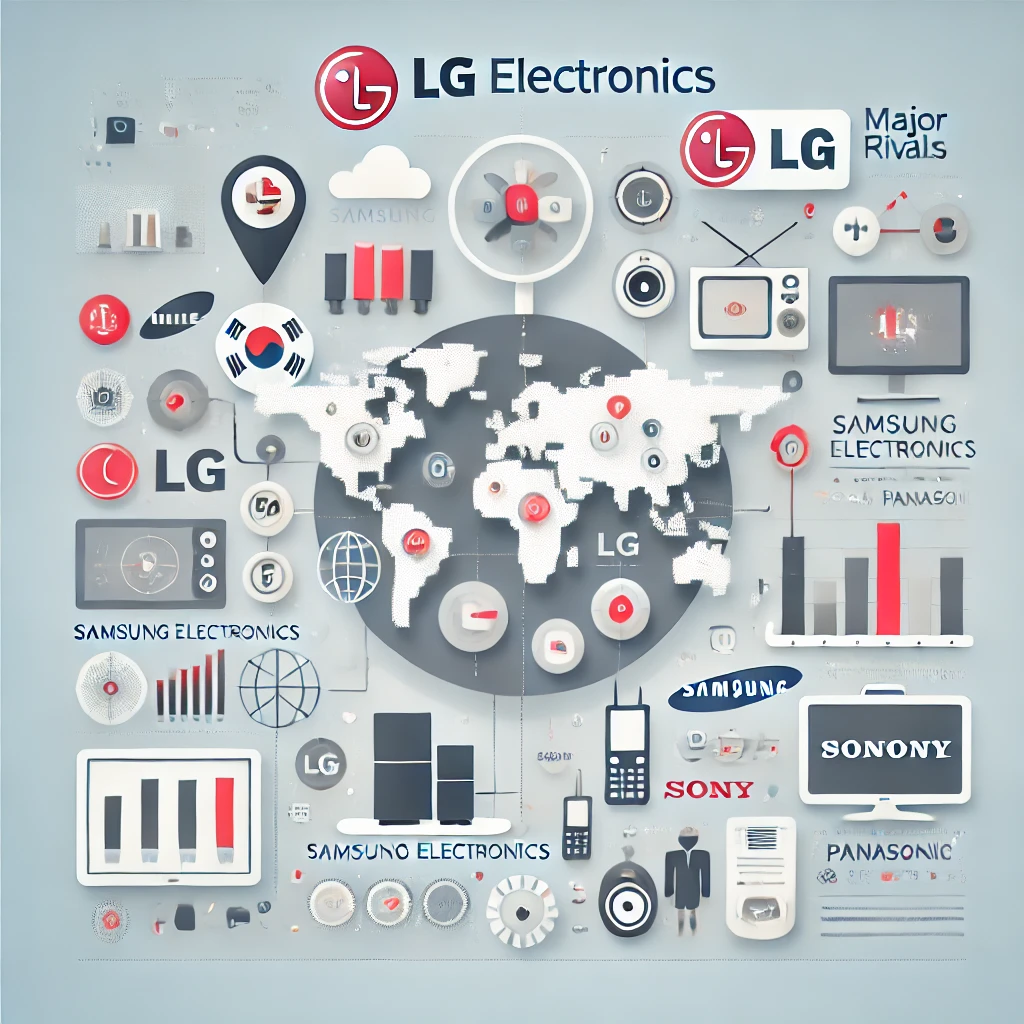 LG Electronics
LG
Major
Rivals
SAMSUNG
SAMSUNG
ELECTRONICS
LG
PANASOI
LG
SAMSUNG ELECTRONICS
SAMSUNG
LG
SONONY
SONY
SAMSUNO ELECTRONICS
PANASONIC